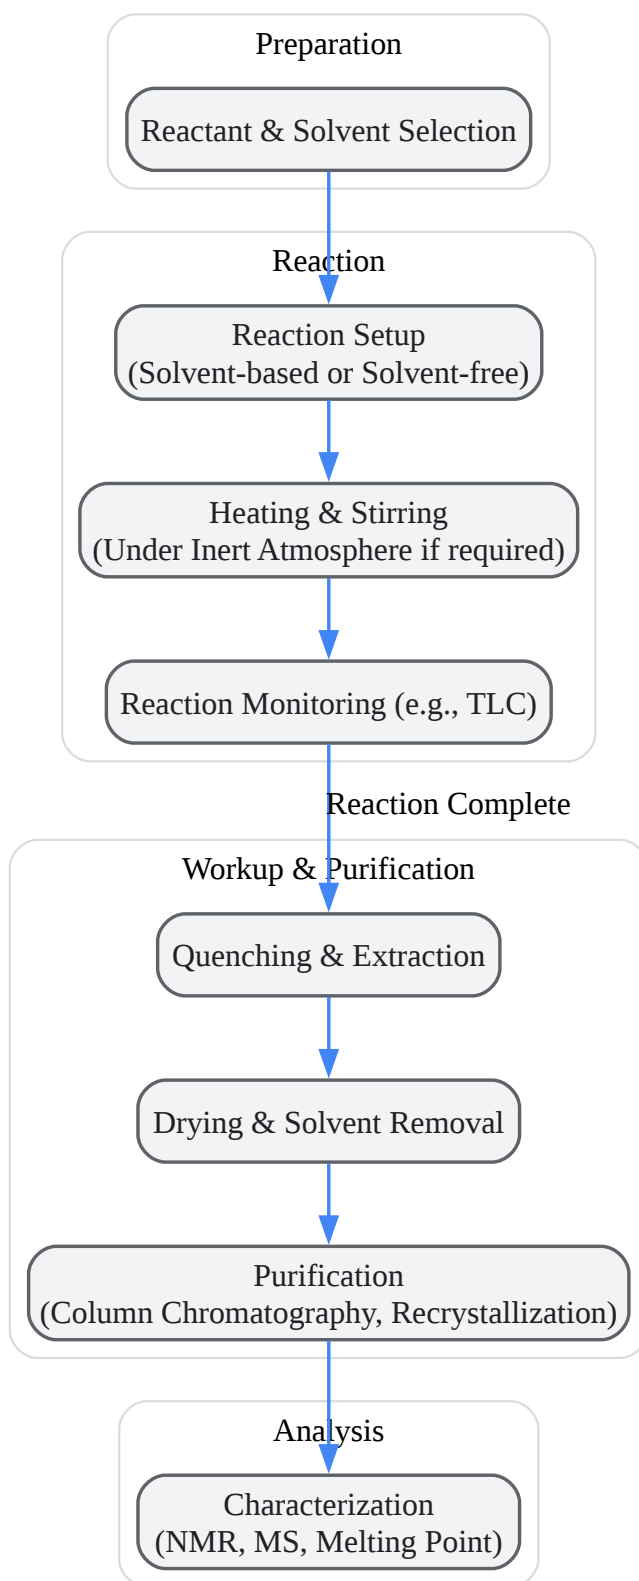 Preparation
Reactant & Solvent Selection
Reaction
Reaction Setup
(Solvent-based or Solvent-free)
Heating & Stirring
(Under Inert Atmosphere if required)
Reaction Monitoring (e.g., TLC)
Reaction Complete
Workup & Purification
Quenching & Extraction
Drying & Solvent Removal
Purification
(Column Chromatography, Recrystallization)
Analysis
Characterization
(NMR, MS, Melting Point)